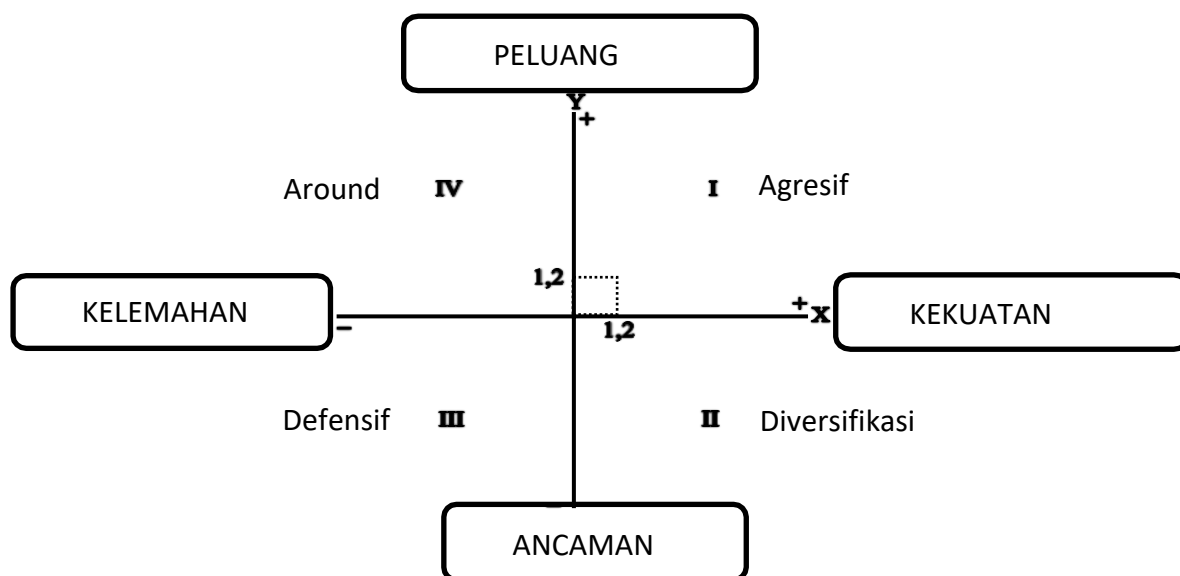 PELUANG
Y
+
Around IV I Agresif
1,2
KELEMAHAN + X KEKUATAN
–
1,2
Defensif III II Diversifikasi
–
ANCAMAN